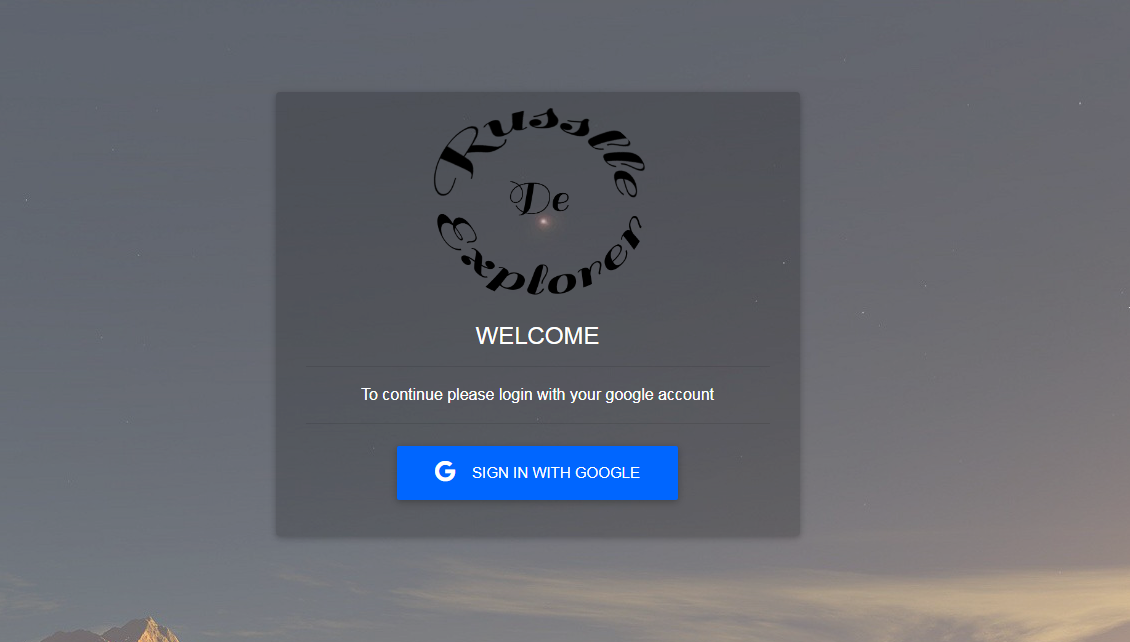 Russlle
De
Explorer
WELCOME
To continue please login with your google account
G SIGN IN WITH GOOGLE